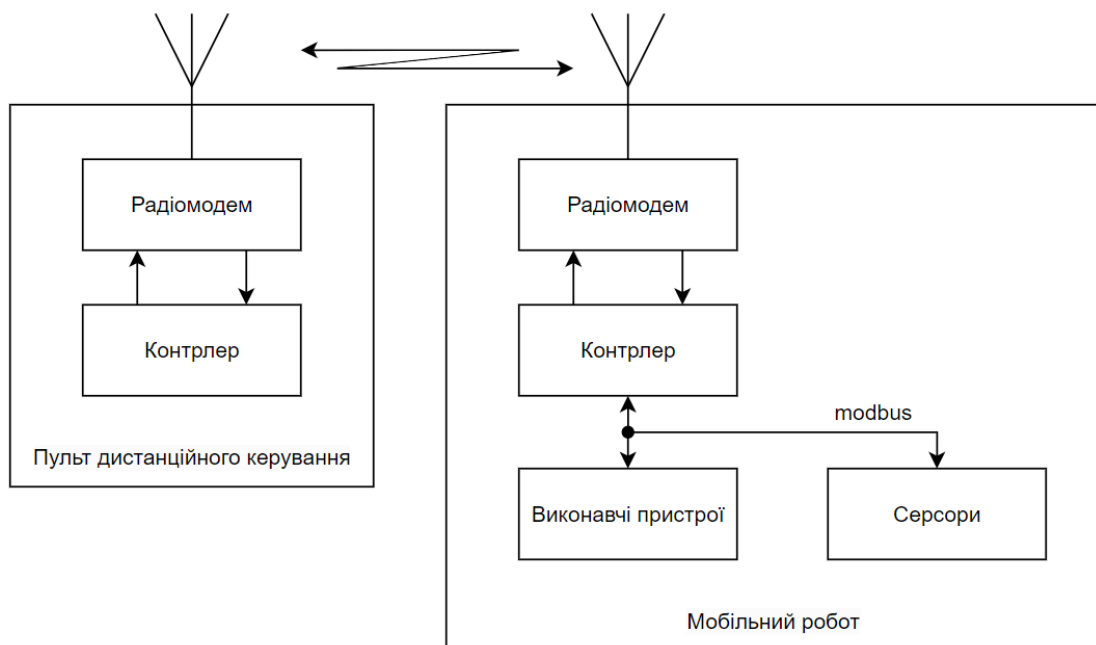 Радіомодем
Контрлер
Пульт дистанційного керування
Радіомодем
Контрлер
modbus
Виконавчі пристрої
Серсори
Мобільний робот